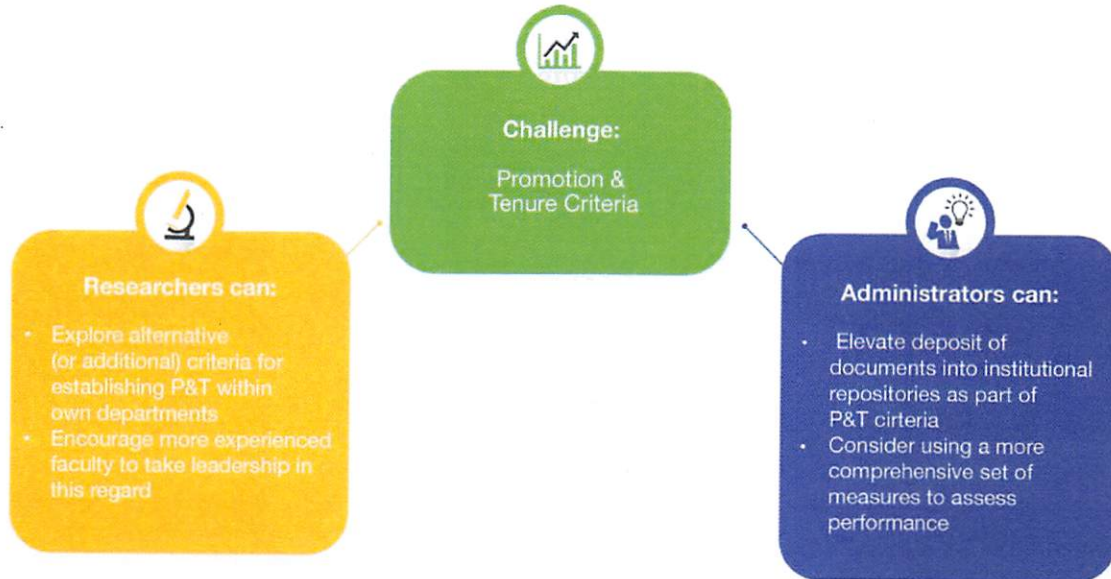 Challenge:
Promotion &
Tenure Criteria
Researchers can:
• Explore alternative
(or additional) criteria for
establishing P&T within
own departments
• Encourage more experienced
faculty to take leadership in
this regard
Administrators can:
• Elevate deposit of
documents into institutional
repositories as part of
P&T cirteria
• Consider using a more
comprehensive set of
measures to assess
performance